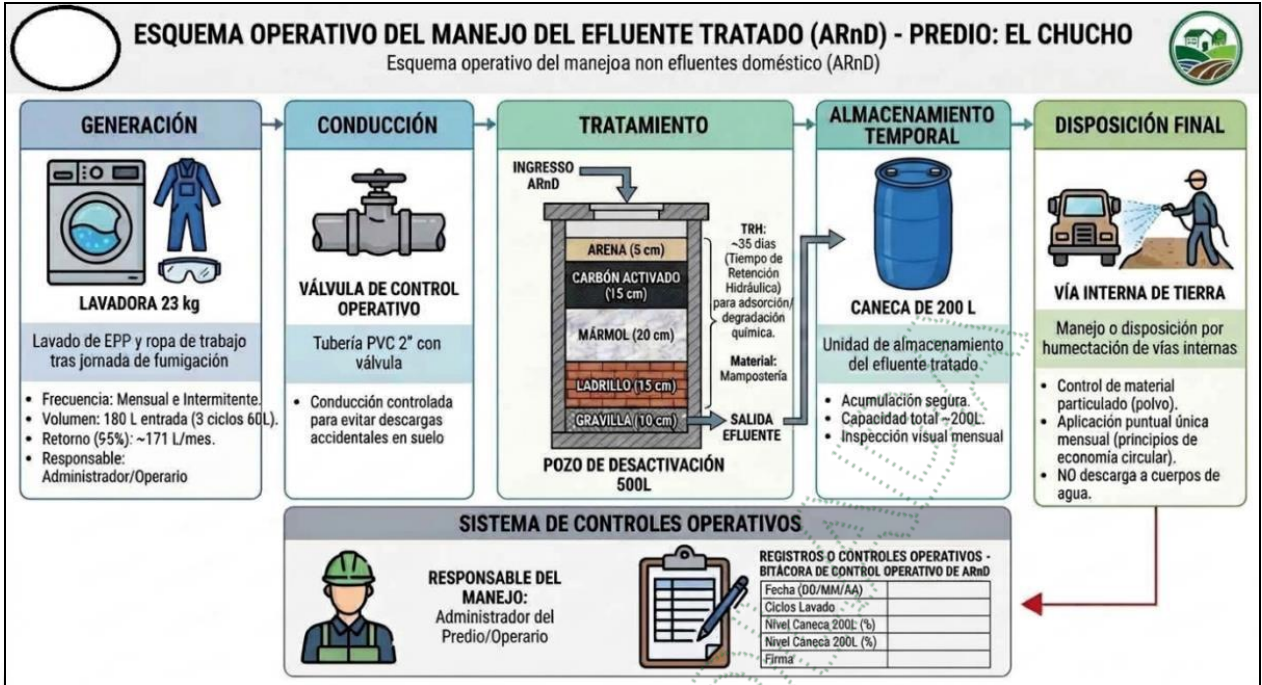 ESQUEMA OPERATIVO DEL MANEJO DEL EFLUENTE TRATADO (ARnD) - PREDIO: EL CHUCHO
Esquema operativo del manejoa non efluentes doméstico (ARnD)
GENERACIÓN
LAVADORA 23 kg
Lavado de EPP y ropa de trabajo
tras jornada de fumigación
• Frecuencia: Mensual e Intermitente.
• Volumen: 180 L entrada (3 ciclos 60L).
• Retorno (95%): ~171 L/mes.
• Responsable:
Administrador/Operario
CONDUCCIÓN
VÁLVULA DE CONTROL
OPERATIVO
Tubería PVC 2" con
válvula
• Conducción controlada
para evitar descargas
accidentales en suelo
TRATAMIENTO
INGRESSO
ARnD
ARENA (5 cm)
CARBÓN ACTIVADO
(15 cm)
MÁRMOL (20 cm)
LADRILLO (15 cm)
GRAVILLA (10 cm)
TRH:
~35 dias
(Tiempo de
Retención
Hidráulica)
para adsorción/
degradación
química.
Material:
Mampostería
SALIDA
EFLUENTE
POZO DE DESACTIVACIÓN
500L
ALMACENAMIENTO
TEMPORAL
CANECA DE 200 L
Unidad de almacenamiento
del efluente tratado
• Acumulación segura.
• Capacidad total ~200L.
• Inspección visual mensual
DISPOSICIÓN FINAL
VÍA INTERNA DE TIERRA
Manejo o disposición por
humectación de vías internas
• Control de material
particulado (polvo).
• Aplicación puntual única
mensual (principios de
economía circular).
• NO descarga a cuerpos de
agua.
SISTEMA DE CONTROLES OPERATIVOS
RESPONSABLE DEL
MANEJO:
Administrador del
Predio/Operario
REGISTROS O CONTROLES OPERATIVOS -
BITÁCORA DE CONTROL OPERATIVO DE ARnD
Fecha (DD/MM/AA)
Ciclos Lavado
Nivel Caneca 200L (%)
Nivel Caneca 200L (%)
Firma